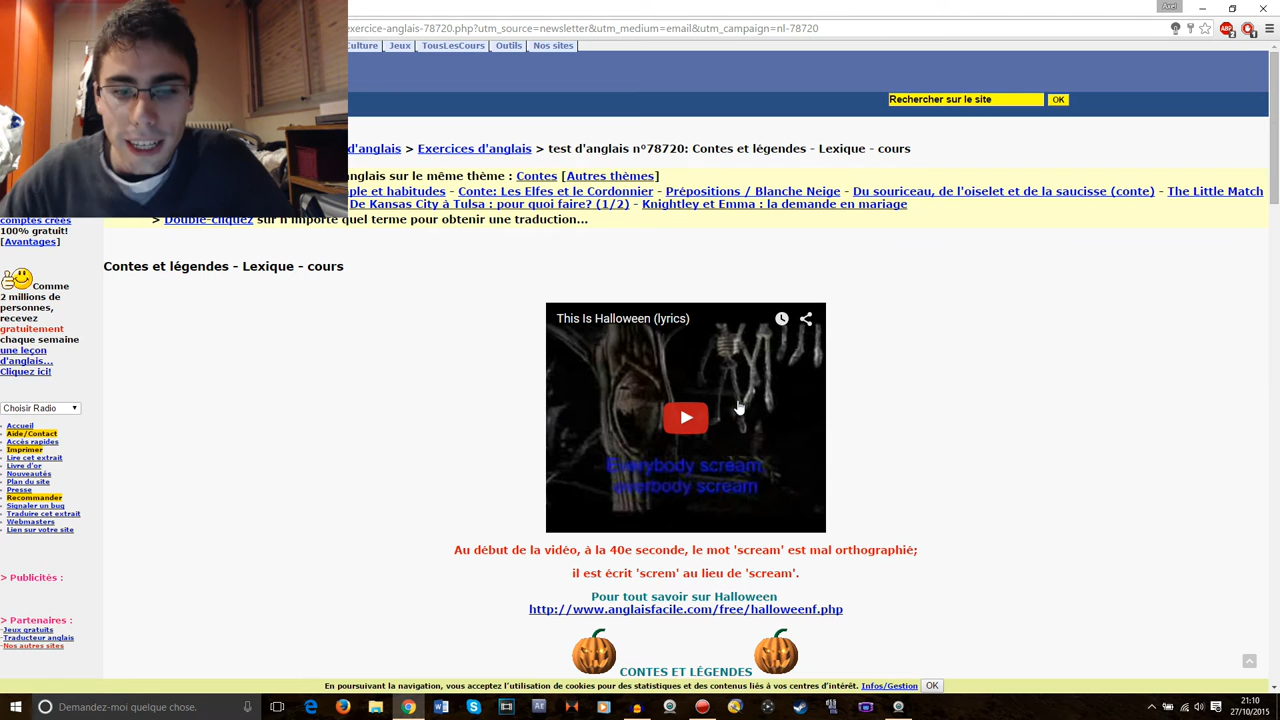 Axel
exercice-anglais-78720.php?utm_source=newsletter&utm_medium=email&utm_campaign=nl-78720
Culture Jeux TousLesCours Outils Nos sites
Rechercher sur le site OK
d'anglais > Exercices d'anglais > test d'anglais n°78720: Contes et légendes - Lexique - cours
anglais sur le même thème : Contes [Autres thèmes]
ple et habitudes - Conte: Les Elfes et le Cordonnier - Prépositions / Blanche Neige - Du souriceau, de l'oiselet et de la saucisse (conte) - The Little Match
De Kansas City à Tulsa : pour quoi faire? (1/2) - Knightley et Emma : la demande en mariage
> Double-cliquez sur n'importe quel terme pour obtenir une traduction...
comptes créés
100% gratuit!
[Avantages]
Comme
2 millions de
personnes,
recevez
gratuitement
chaque semaine
une leçon
d'anglais...
Cliquez ici!
Choisir Radio
Accueil
Aide/Contact
Accès rapides
Imprimer
Lire cet extrait
Livre d'or
Nouveautés
Plan du site
Presse
Recommander
Signaler un bug
Traduire cet extrait
Webmasters
Lien sur votre site
> Publicités :
> Partenaires :
-Jeux gratuits
-Traducteur anglais
-Nos autres sites
Contes et légendes - Lexique - cours
This Is Halloween (lyrics)
Everybody scream,
everbody scream
Au début de la vidéo, à la 40e seconde, le mot 'scream' est mal orthographié;
il est écrit 'screm' au lieu de 'scream'.
Pour tout savoir sur Halloween
http://www.anglaisfacile.com/free/halloweenf.php
CONTES ET LÉGENDES
En poursuivant la navigation, vous acceptez l'utilisation de cookies pour des statistiques et des contenus liés à vos centres d'intérêt. Infos/Gestion OK
Demandez-moi quelque chose.
21:10
27/10/2015